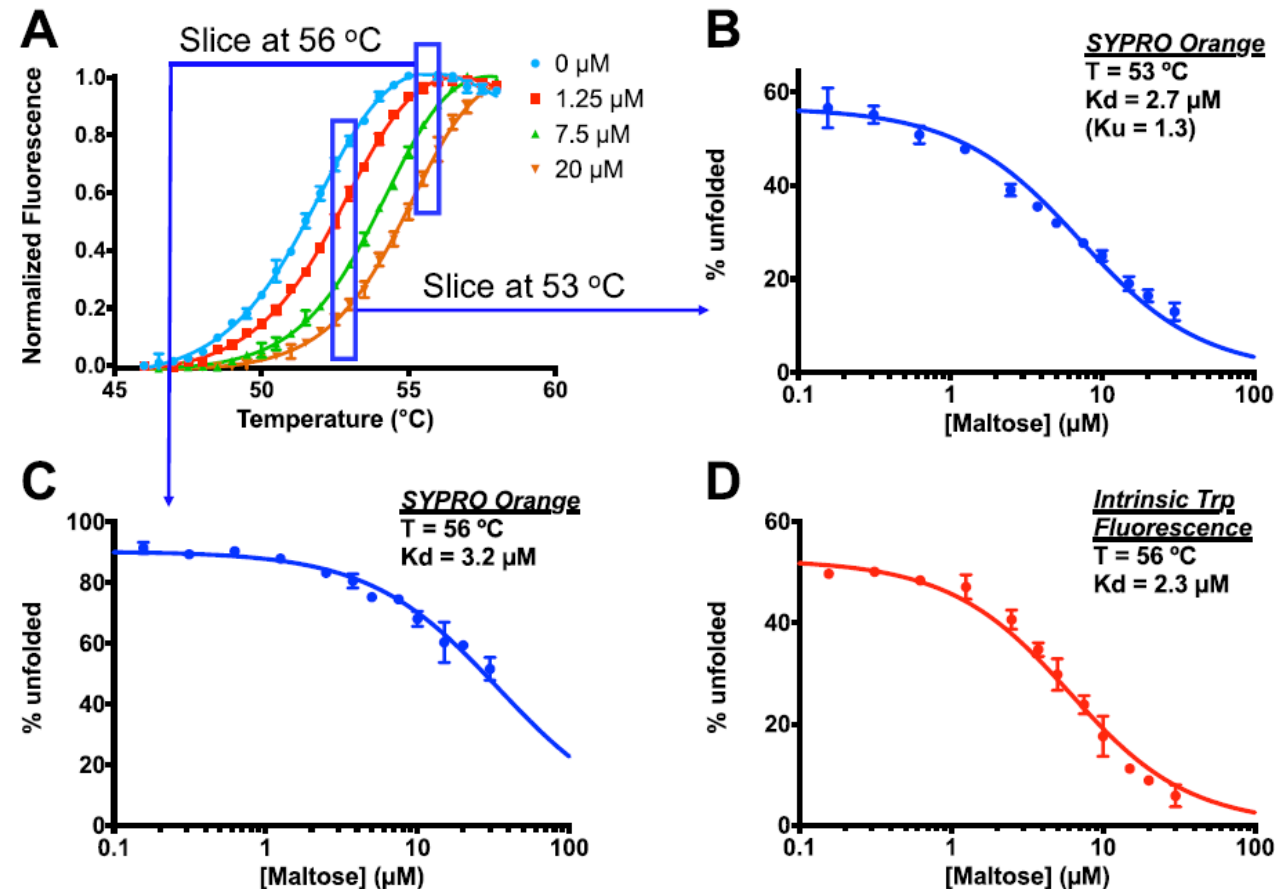 A
Slice at 56 ºC
0 µM
1.25 µM
7.5 µM
20 µM
Normalized Fluorescence
1.0
0.8
0.6
0.4
0.2
0.0
45
50
55
60
Temperature (°C)
Slice at 53 ºC
B
SYPRO Orange
T = 53 ºC
Kd = 2.7 µM
(Ku = 1.3)
% unfolded
60
40
20
0
0.1
1
10
100
[Maltose] (µM)
C
SYPRO Orange
T = 56 ºC
Kd = 3.2 µM
% unfolded
100
80
60
40
20
0
0.1
1
10
100
[Maltose] (µM)
D
Intrinsic Trp
Fluorescence
T = 56 ºC
Kd = 2.3 µM
% unfolded
60
40
20
0
0.1
1
10
100
[Maltose] (µM)